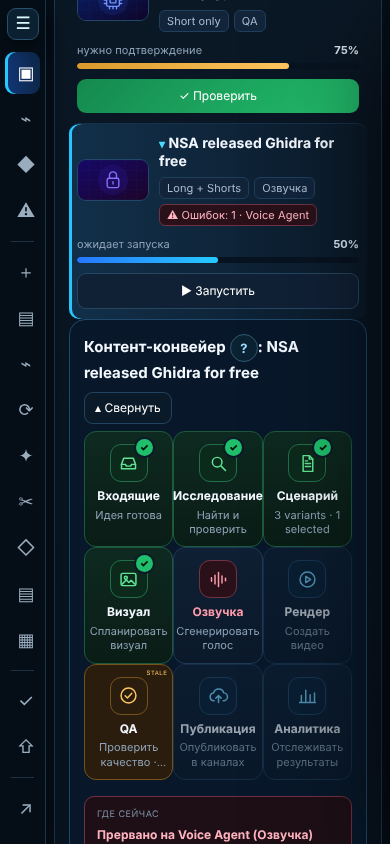 Short only QA
нужно подтверждение 75%
✓ Проверить
▾ NSA released Ghidra for
free
Long + Shorts Озвучка
⚠ Ошибок: 1 · Voice Agent
ожидает запуска 50%
▶ Запустить
Контент-конвейер ? : NSA
released Ghidra for free
▴ Свернуть
Входящие Исследование Сценарий
Идея готова Найти и 3 variants · 1
проверить selected
Визуал Озвучка Рендер
Спланировать Сгенерировать Создать
визуал голос видео
STALE
QA Публикация Аналитика
Проверить Опубликовать Отслеживать
качество ·... в каналах результаты
ГДЕ СЕЙЧАС
Прервано на Voice Agent (Озвучка)